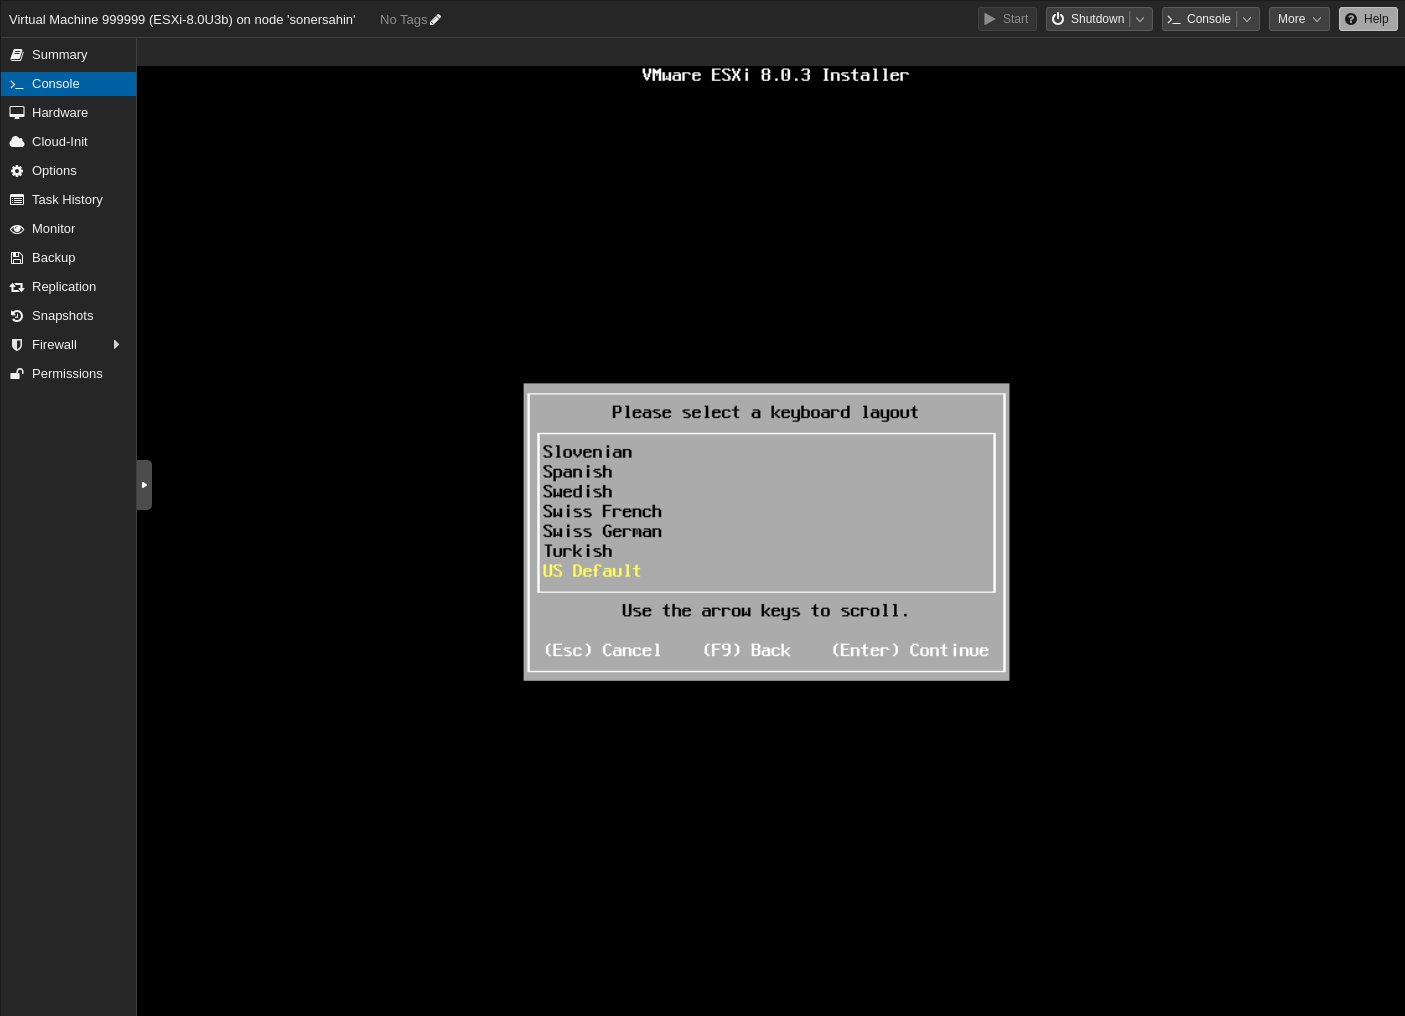 Virtual Machine 999999 (ESXi-8.0U3b) on node 'sonersahin' No Tags Start Shutdown Console More Help
Summary
Console
Hardware
Cloud-Init
Options
Task History
Monitor
Backup
Replication
Snapshots
Firewall
Permissions
VMware ESXi 8.0.3 Installer
Please select a keyboard layout
Slovenian
Spanish
Swedish
Swiss French
Swiss German
Turkish
US Default
Use the arrow keys to scroll.
(Esc) Cancel (F9) Back (Enter) Continue